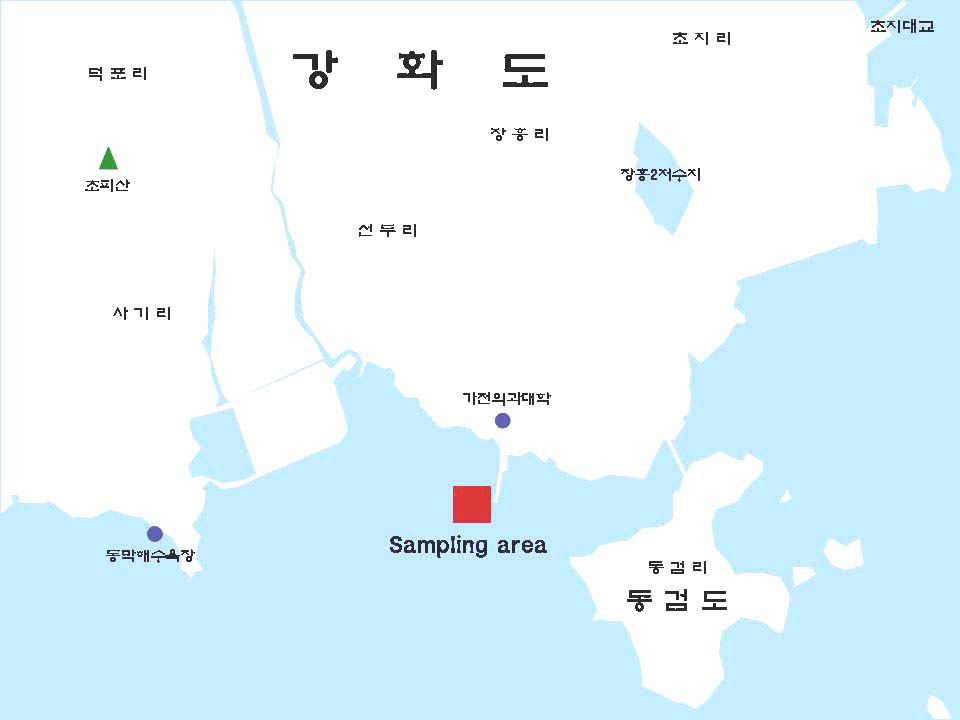 초지대교
초 지 리
강 화 도
덕 포 리
장 흥 리
장흥2저수지
초피산
선 두 리
사 기 리
가천의과대학
Sampling area
동막해수욕장
동 검 리
동 검 도